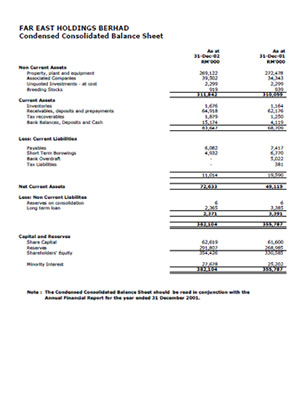 FAR EAST HOLDINGS BERHAD
Condensed Consolidated Balance Sheet
As at As at
31-Dec-02 31-Dec-01
RM'000 RM'000
Non Current Assets
Property, plant and equipment 269,122 272,478
Associated Companies 39,502 34,343
Unquoted Investments - at cost 2,299 2,299
Breeding Stocks 919 939
311,842 310,059
Current Assets
Inventories 1,676 1,164
Receivables, deposits and prepayments 64,918 62,176
Tax recoverables 1,879 1,250
Bank Balances, Deposits and Cash 15,174 4,119
83,647 68,709
Less: Current Liabilities
Payables 6,082 7,417
Short Term Borrowings 4,932 6,770
Bank Overdraft - 5,022
Tax Liabilities - 381
11,014 19,590
Net Current Assets 72,633 49,119
Less: Non Current Liabilities
Reserves on consolidation 6 6
Long term loan 2,365 3,385
2,371 3,391
382,104 355,787
Capital and Reserves
Share Capital 62,619 61,600
Reserves 291,807 268,985
Shareholders' Equity 354,426 330,585
Minority Interest 27,678 25,202
382,104 355,787
Note : The Condensed Consolidated Balance Sheet should be read in conjunction with the
Annual Financial Report for the year ended 31 December 2001.